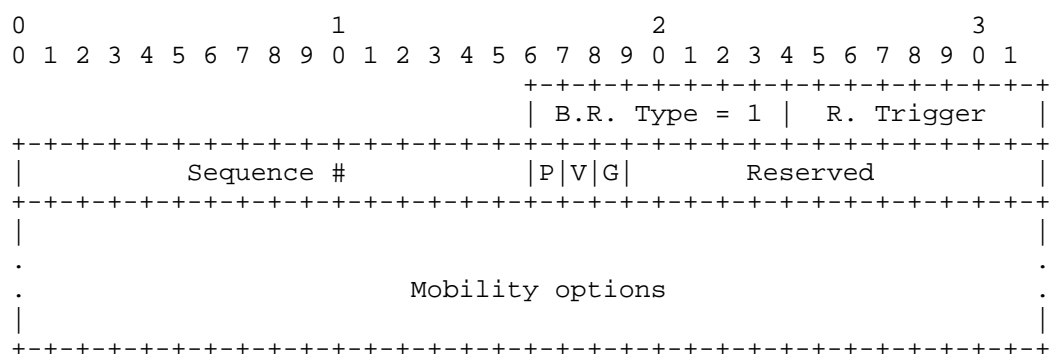 0                   1                   2                   3
0 1 2 3 4 5 6 7 8 9 0 1 2 3 4 5 6 7 8 9 0 1 2 3 4 5 6 7 8 9 0 1
                                +-+-+-+-+-+-+-+-+-+-+-+-+-+-+-+-+
                                | B.R. Type = 1 |  R. Trigger   |
+-+-+-+-+-+-+-+-+-+-+-+-+-+-+-+-+-+-+-+-+-+-+-+-+-+-+-+-+-+-+-+-+
|           Sequence #          |P|V|G|       Reserved          |
+-+-+-+-+-+-+-+-+-+-+-+-+-+-+-+-+-+-+-+-+-+-+-+-+-+-+-+-+-+-+-+-+
|                                                               |
.                                                               .
.                        Mobility options                       .
|                                                               |
+-+-+-+-+-+-+-+-+-+-+-+-+-+-+-+-+-+-+-+-+-+-+-+-+-+-+-+-+-+-+-+-+